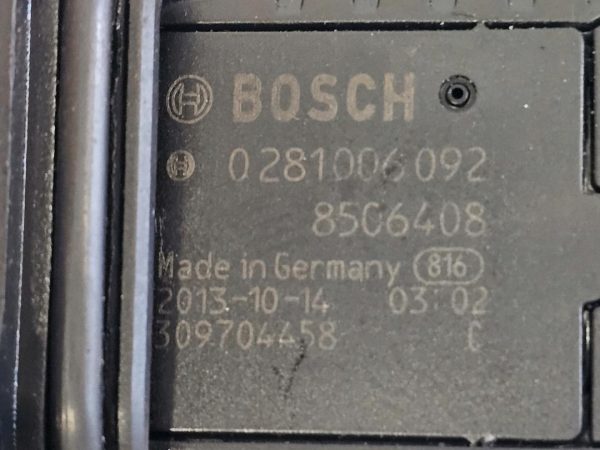 BOSCH
0 281 006 092
8506408
Made in Germany 816
2013-10-14 03:02
309704458 C